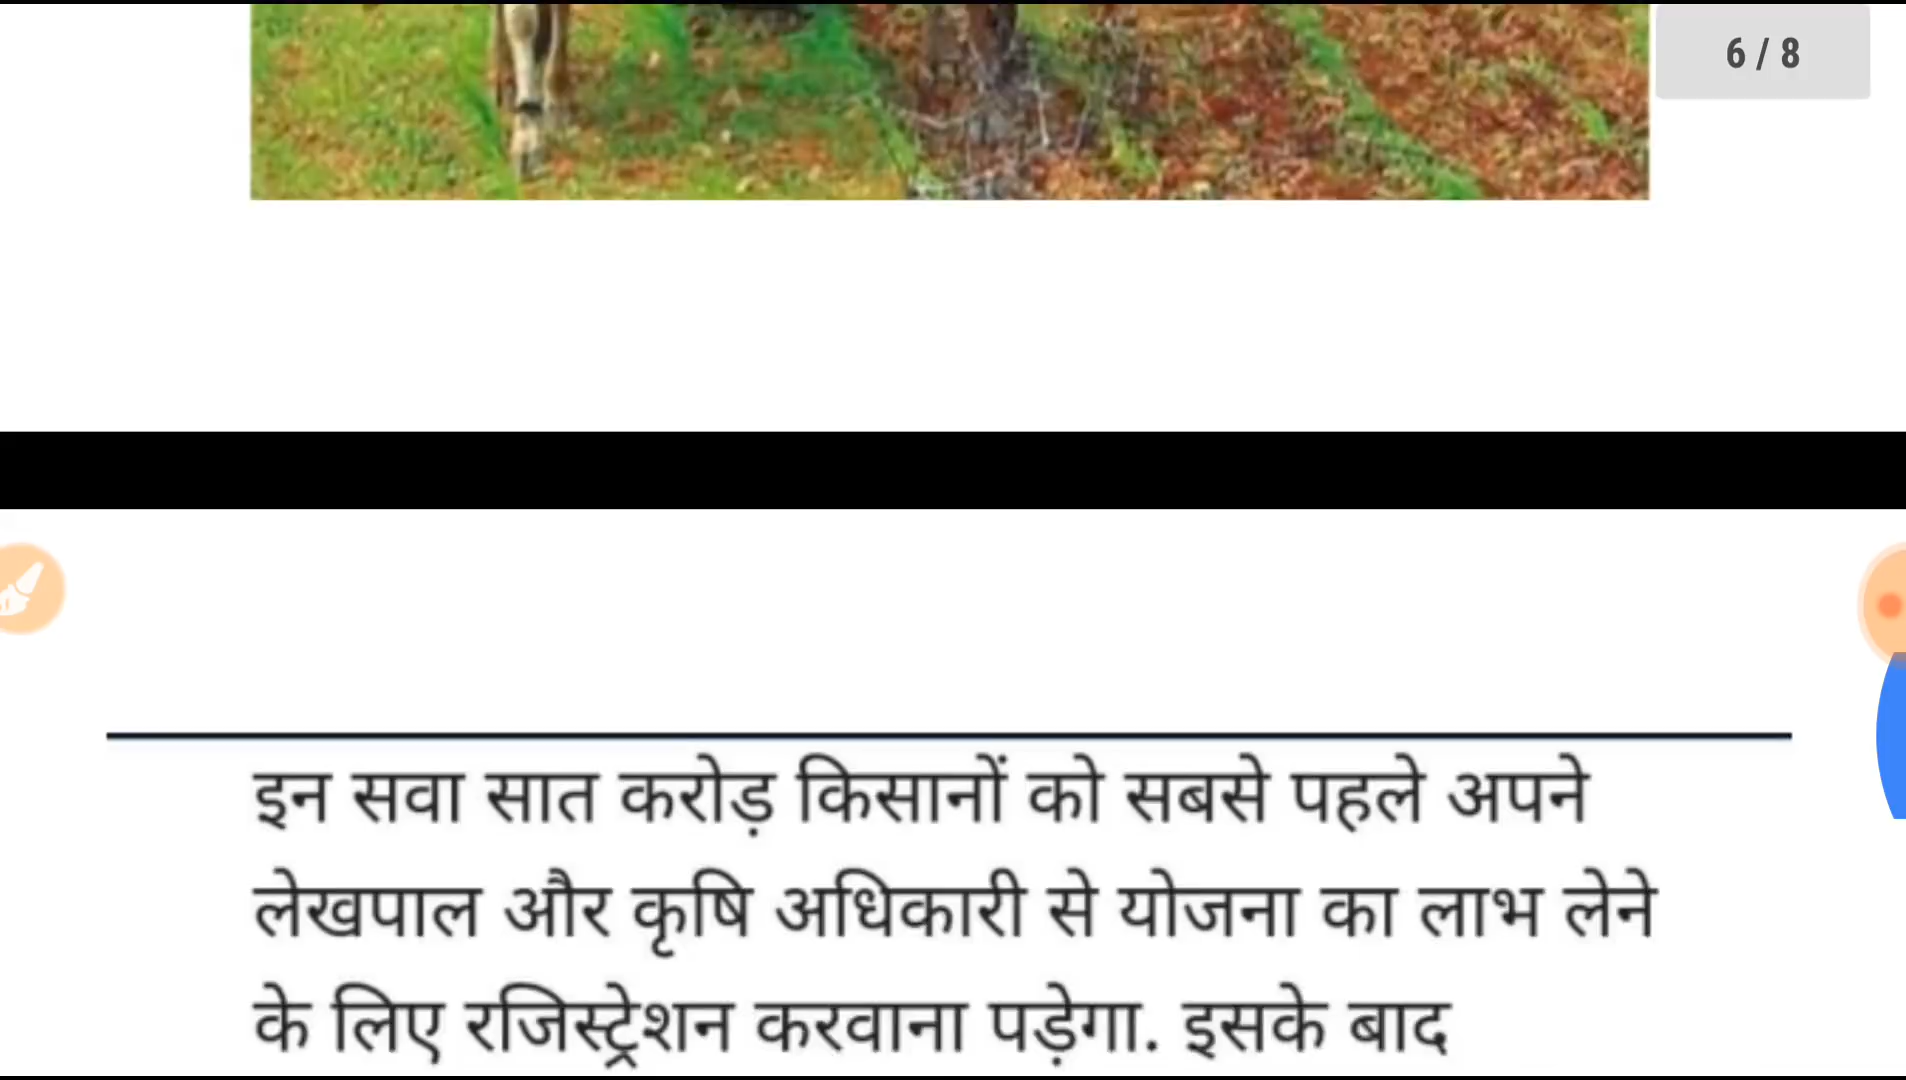 6 / 8
इन सवा सात करोड़ किसानों को सबसे पहले अपने
लेखपाल और कृषि अधिकारी से योजना का लाभ लेने
के लिए रजिस्ट्रेशन करवाना पड़ेगा. इसके बाद